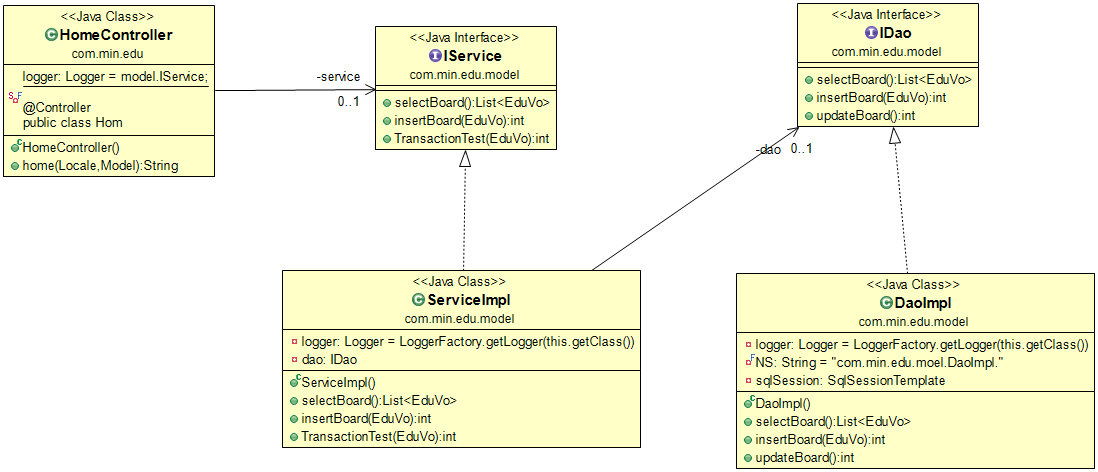 <<Java Class>>
HomeController
com.min.edu
logger: Logger = model.IService;
@Controller
public class Hom
HomeController()
home(Locale,Model):String
-service
0..1
<<Java Interface>>
IService
com.min.edu.model
selectBoard():List<EduVo>
insertBoard(EduVo):int
TransactionTest(EduVo):int
<<Java Interface>>
IDao
com.min.edu.model
selectBoard():List<EduVo>
insertBoard(EduVo):int
updateBoard():int
-dao
0..1
<<Java Class>>
ServiceImpl
com.min.edu.model
logger: Logger = LoggerFactory.getLogger(this.getClass())
dao: IDao
ServiceImpl()
selectBoard():List<EduVo>
insertBoard(EduVo):int
TransactionTest(EduVo):int
<<Java Class>>
DaoImpl
com.min.edu.model
logger: Logger = LoggerFactory.getLogger(this.getClass())
NS: String = "com.min.edu.moel.DaoImpl."
sqlSession: SqlSessionTemplate
DaoImpl()
selectBoard():List<EduVo>
insertBoard(EduVo):int
updateBoard():int